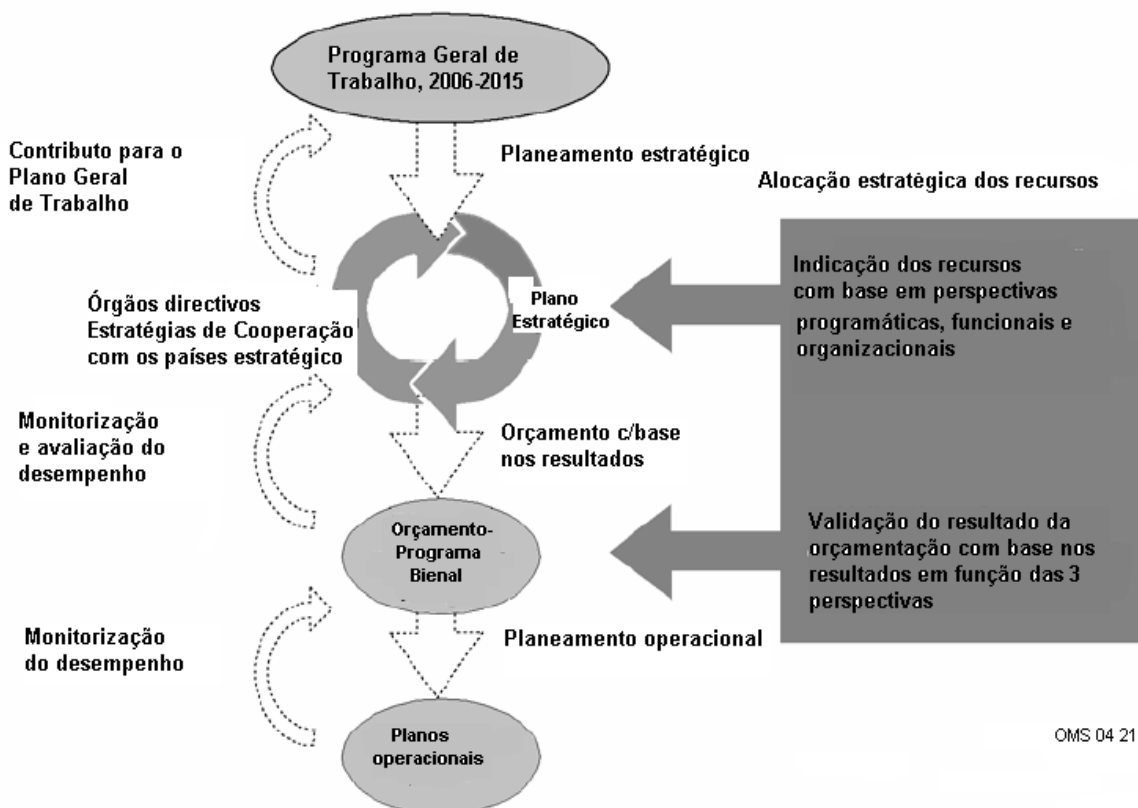 Programa Geral de
Trabalho, 2006-2015
Contributo para o
Plano Geral
de Trabalho
Planeamento estratégico
Alocação estratégica dos recursos
Indicação dos recursos
com base em perspectivas
programáticas, funcionais e
organizacionais
Plano
Estratégico
Órgãos directivos
Estratégias de Cooperação
com os países estratégico
Monitorização
e avaliação do
desempenho
Orçamento c/base
nos resultados
Orçamento-
Programa
Bienal
Validação do resultado da
orçamentação com base nos
resultados em função das 3
perspectivas
Monitorização
do desempenho
Planeamento operacional
Planos
operacionais
OMS 04 21